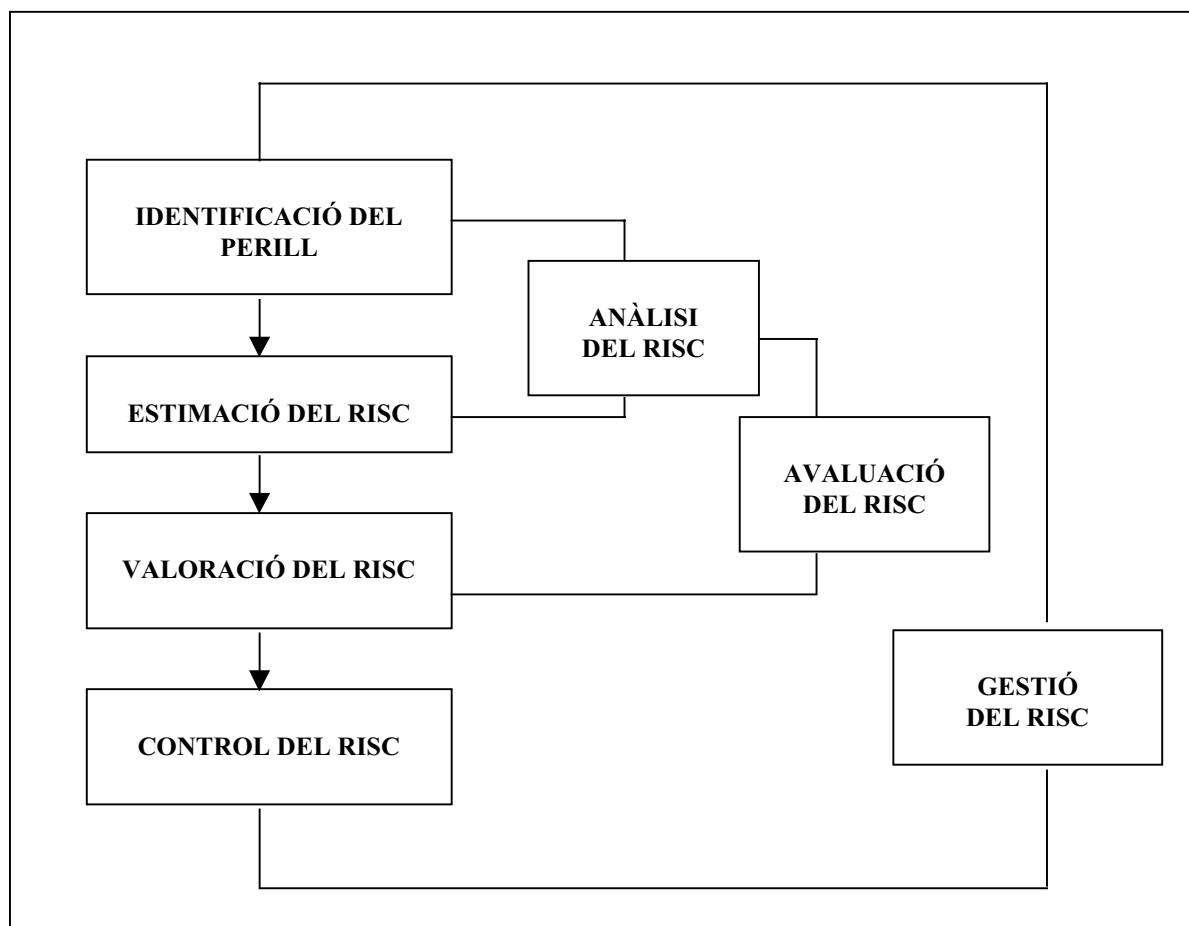 IDENTIFICACIÓ DEL
PERILL
ANÀLISI
DEL RISC
ESTIMACIÓ DEL RISC
AVALUACIÓ
DEL RISC
VALORACIÓ DEL RISC
GESTIÓ
DEL RISC
CONTROL DEL RISC